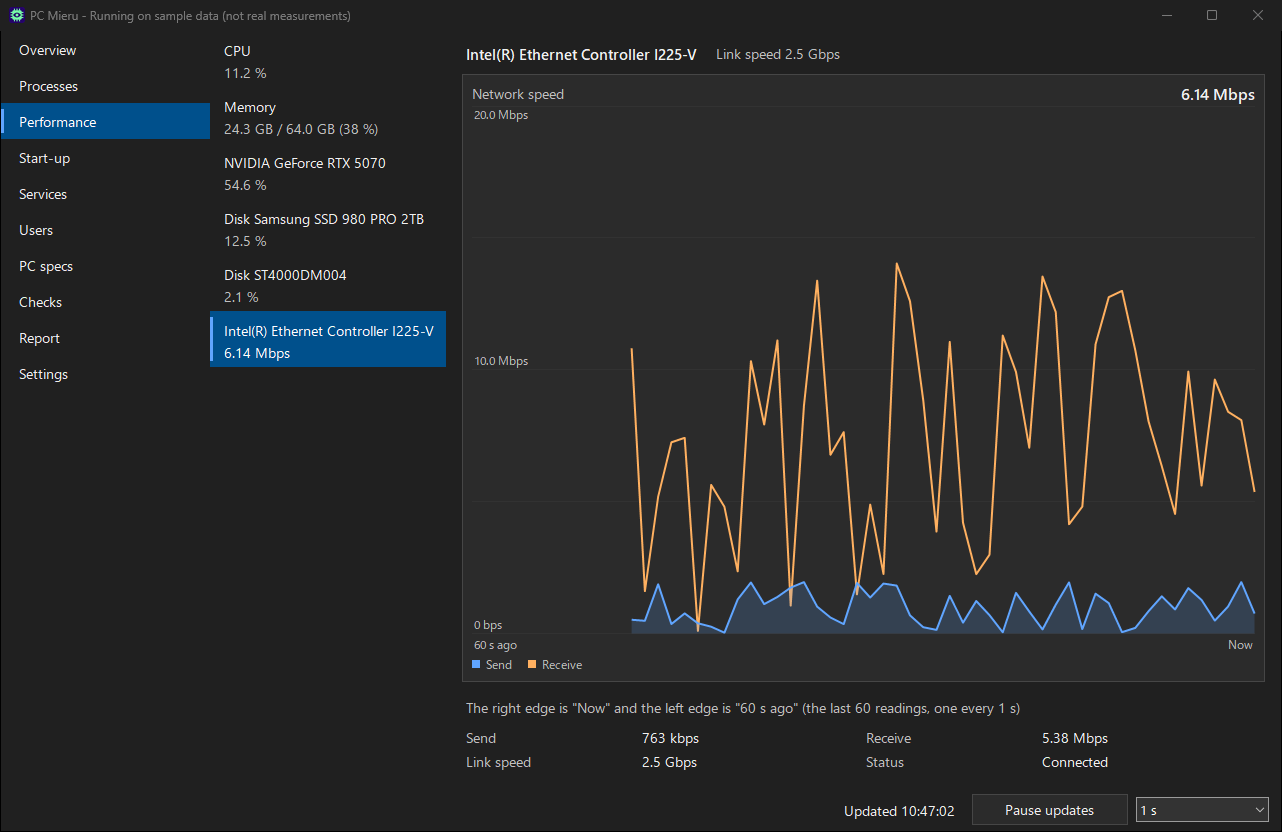 PC Mieru - Running on sample data (not real measurements)
Overview
Processes
Performance
Start-up
Services
Users
PC specs
Checks
Report
Settings
CPU
11.2 %
Memory
24.3 GB / 64.0 GB (38 %)
NVIDIA GeForce RTX 5070
54.6 %
Disk Samsung SSD 980 PRO 2TB
12.5 %
Disk ST4000DM004
2.1 %
Intel(R) Ethernet Controller I225-V
6.14 Mbps
Intel(R) Ethernet Controller I225-V Link speed 2.5 Gbps
Network speed 6.14 Mbps
20.0 Mbps
10.0 Mbps
0 bps
60 s ago Now
Send Receive
The right edge is "Now" and the left edge is "60 s ago" (the last 60 readings, one every 1 s)
Send 763 kbps Receive 5.38 Mbps
Link speed 2.5 Gbps Status Connected
Updated 10:47:02 Pause updates 1 s